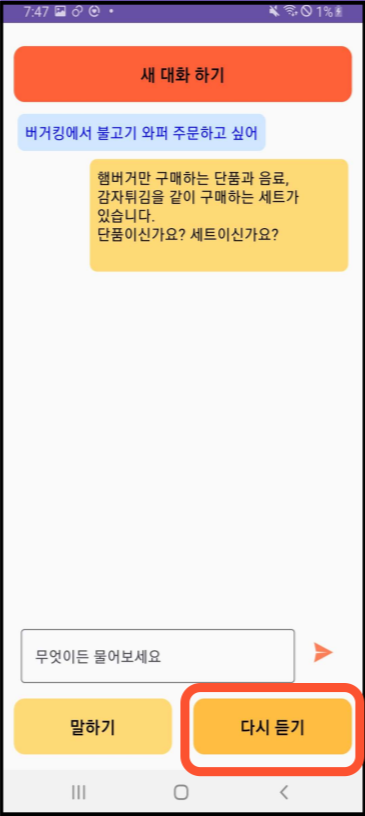 7:47
1%
새 대화 하기
버거킹에서 불고기 와퍼 주문하고 싶어
햄버거만 구매하는 단품과 음료,
감자튀김을 같이 구매하는 세트가
있습니다.
단품이신가요? 세트이신가요?
무엇이든 물어보세요
말하기
다시 듣기